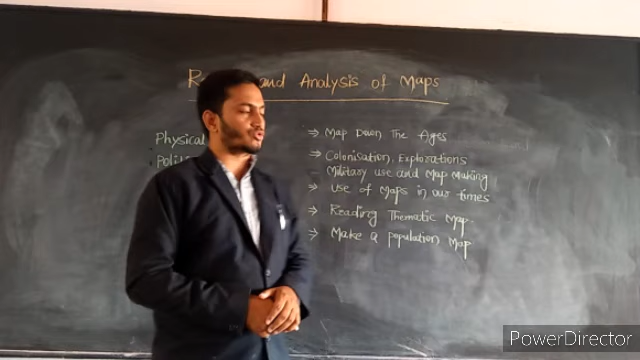 and Analysis of Maps
Physical
⇒ Map Down The Ages
⇒ Colonisation, Explorations
Military use and Map Making
⇒ Use of Maps in our times
⇒ Reading Thematic Map
⇒ Make a population Map
PowerDirector